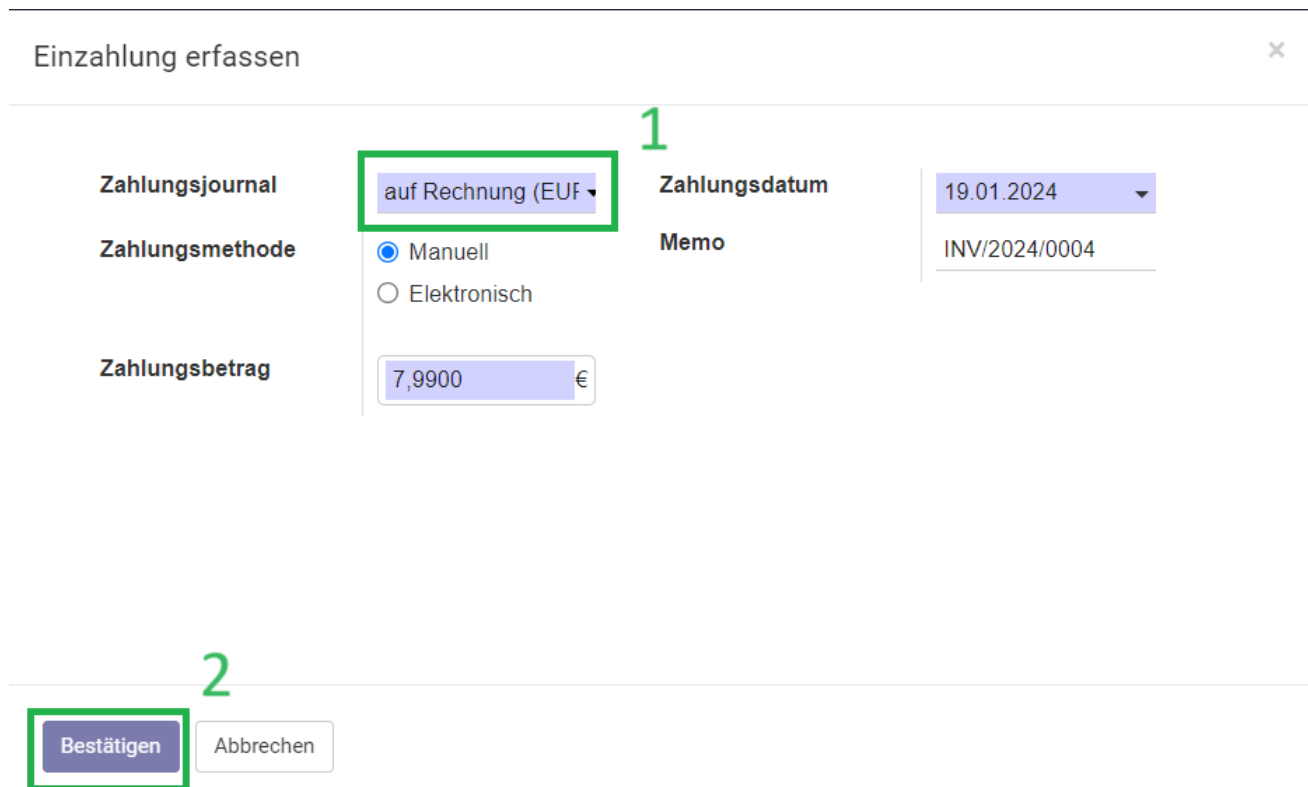 Einzahlung erfassen ×
1
Zahlungsjournal auf Rechnung (EUF Zahlungsdatum 19.01.2024
Zahlungsmethode Manuell Memo INV/2024/0004
Elektronisch
Zahlungsbetrag 7,9900 €
2
Bestätigen Abbrechen